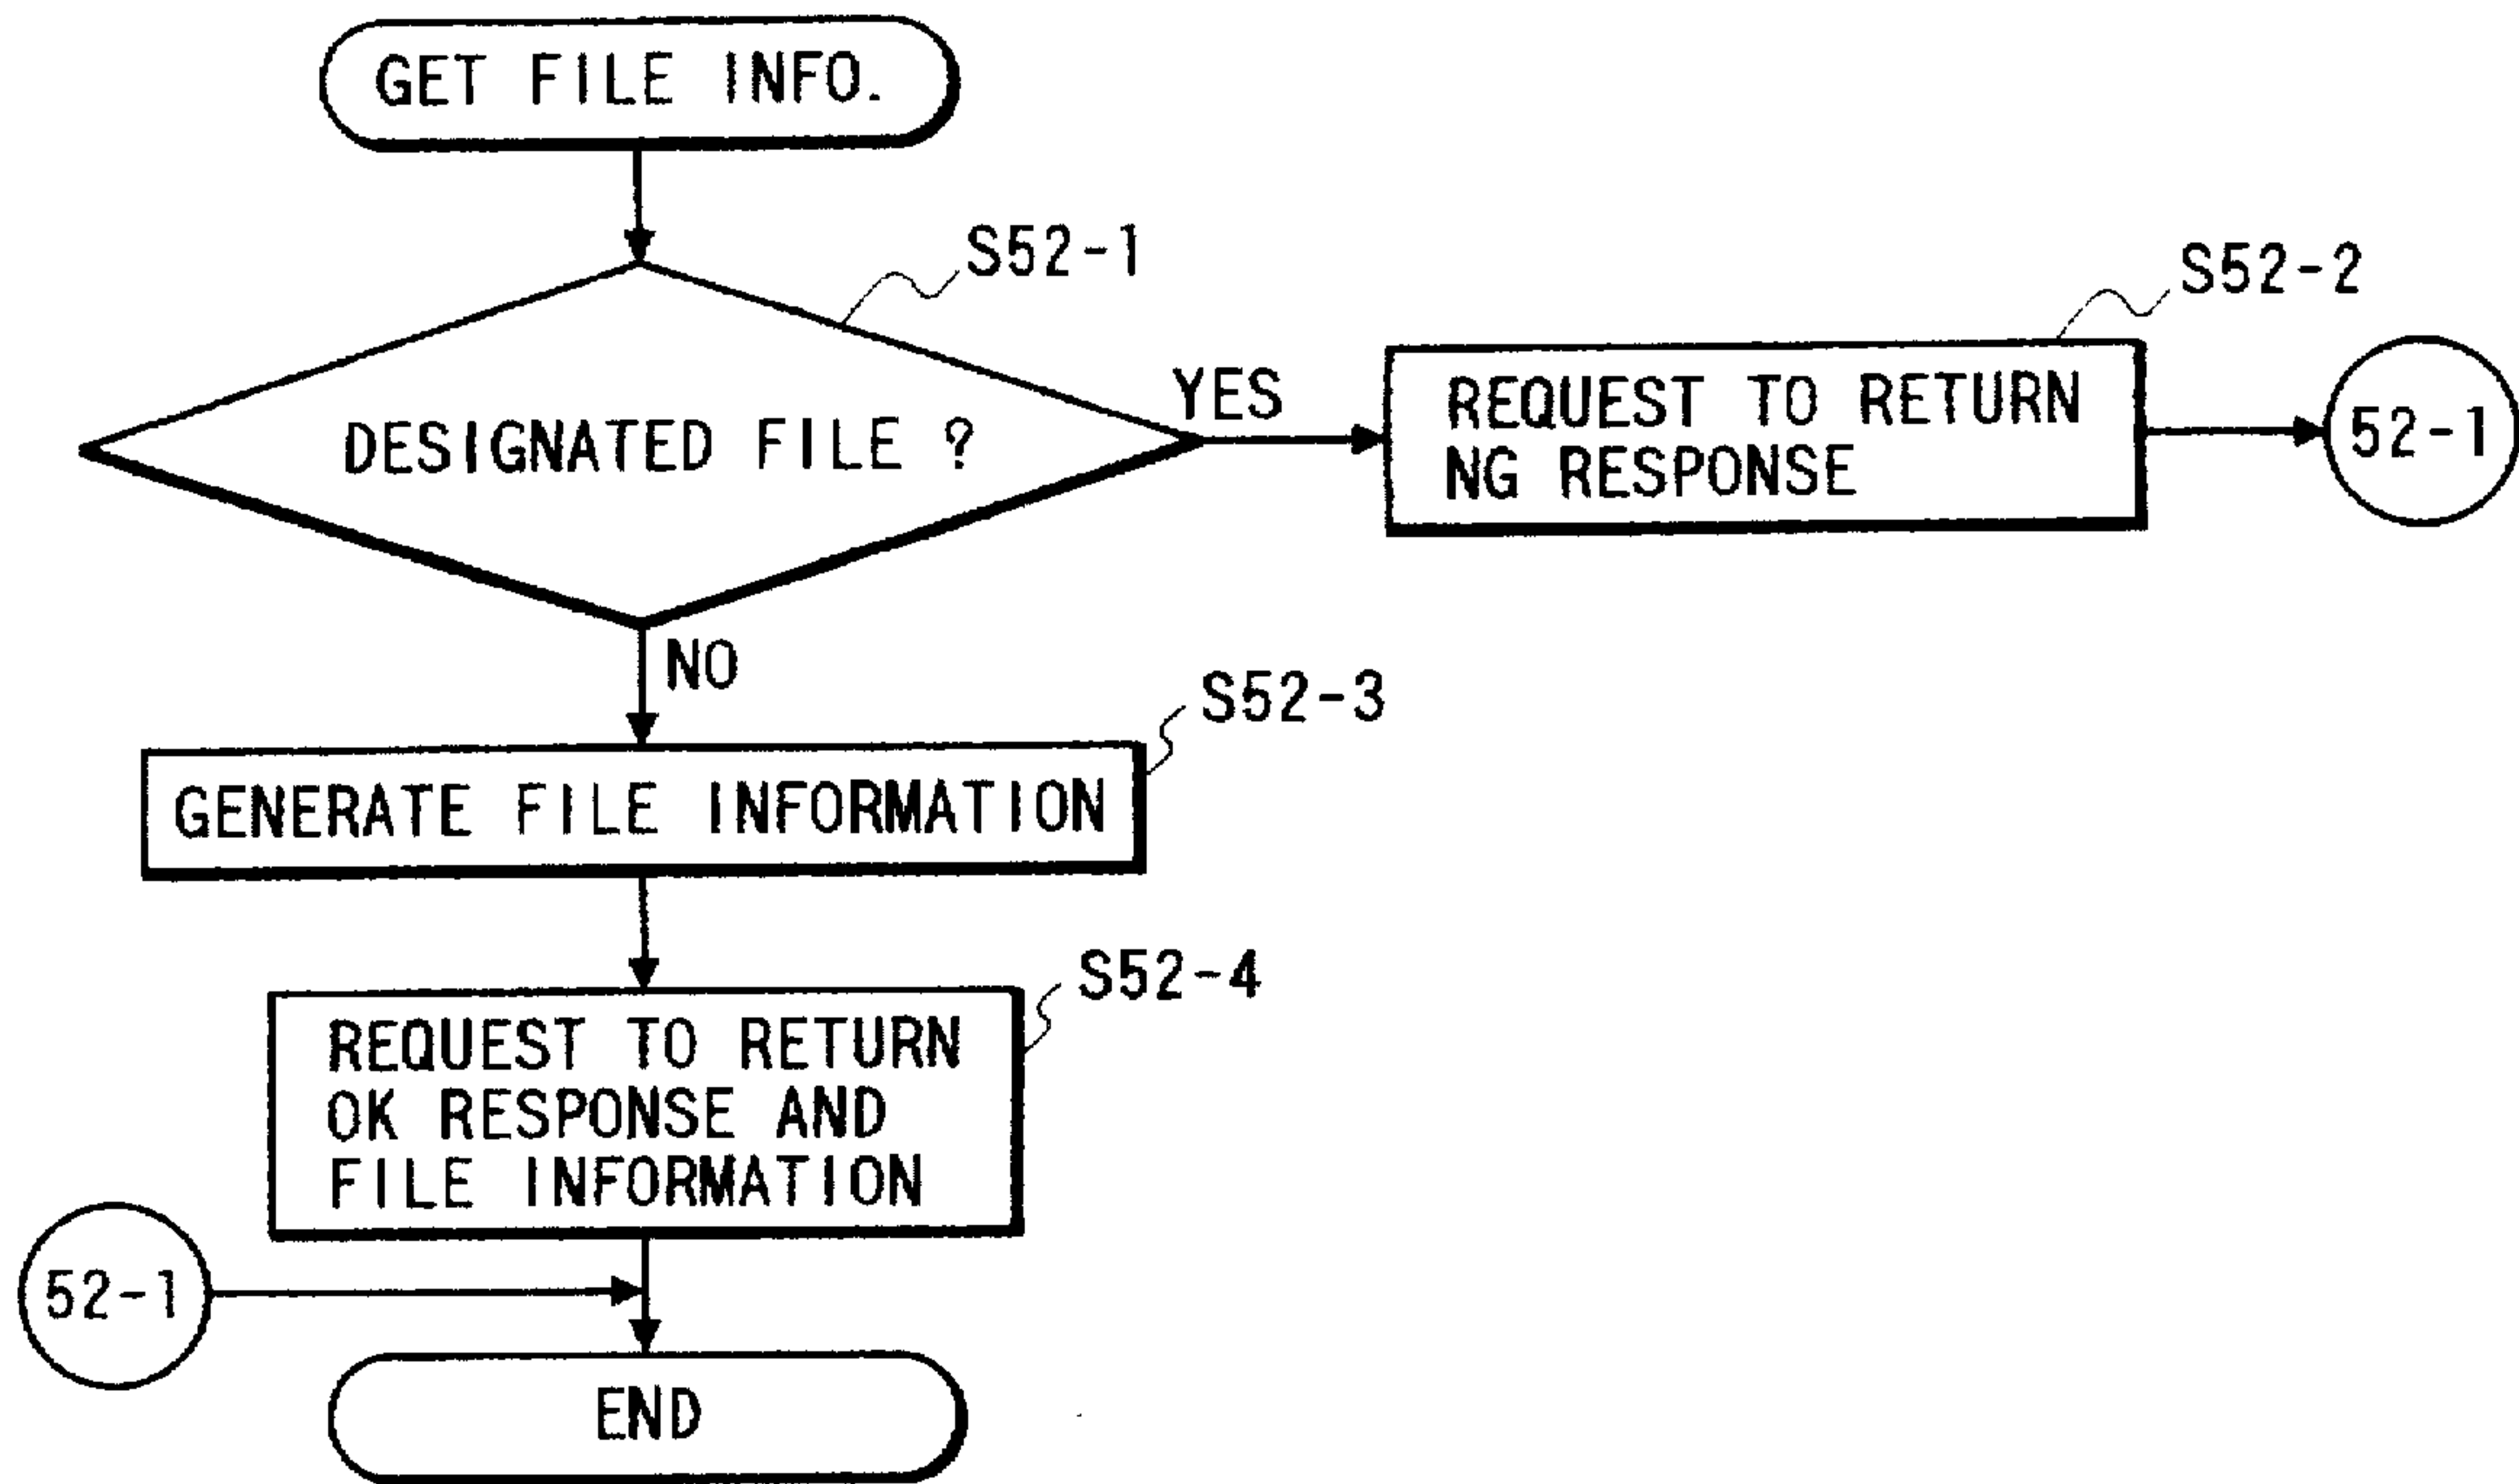 GET FILE INFO.
S52-1
S52-2
DESIGNATED FILE ?
YES
REQUEST TO RETURN
NG RESPONSE
52-1
NO
S52-3
GENERATE FILE INFORMATION
S52-4
REQUEST TO RETURN
OK RESPONSE AND
FILE INFORMATION
52-1
END